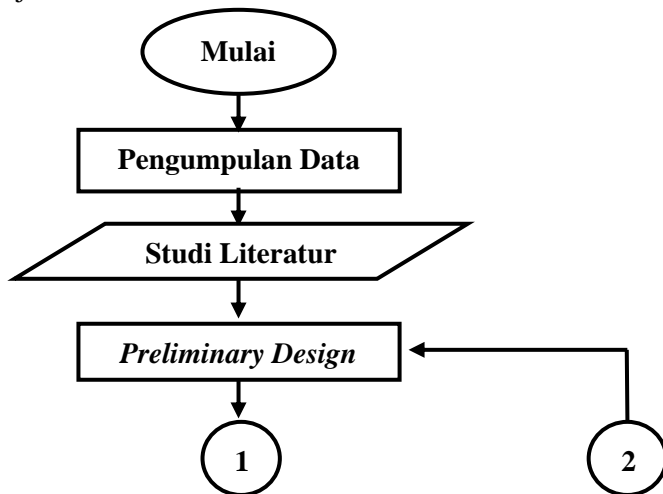 Mulai
Pengumpulan Data
Studi Literatur
Preliminary Design
1
2